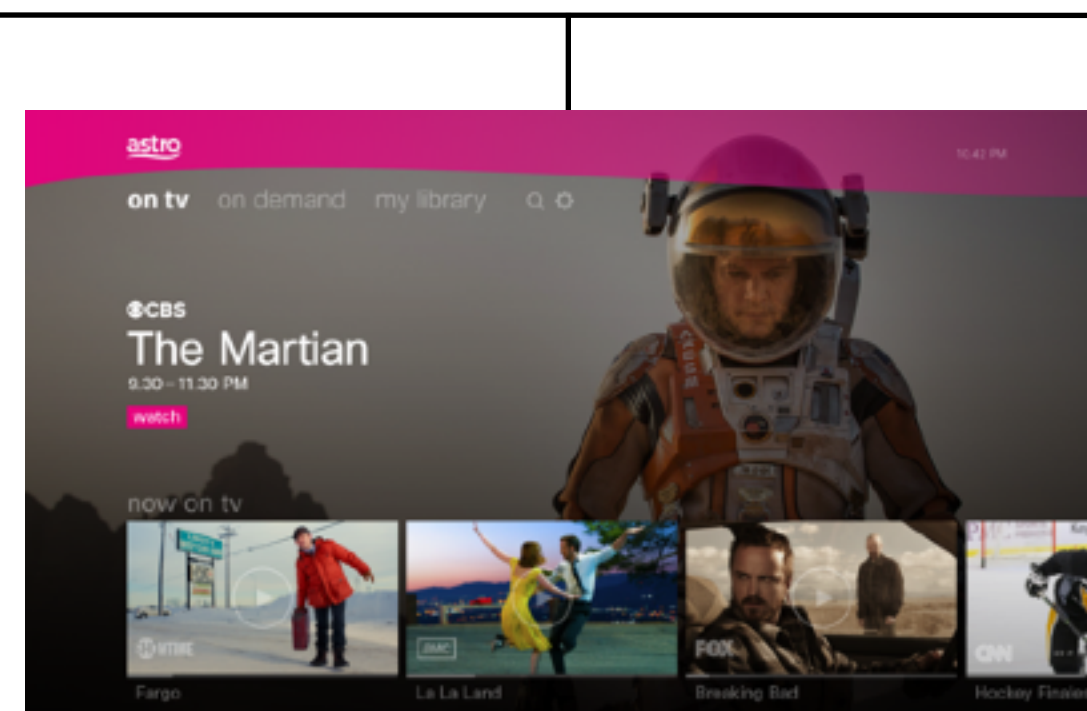 astro
10:42 PM
on tv on demand my library
CBS
The Martian
9.30 – 11.30 PM
watch
now on tv
SHOWTIME
AMC
FOX
CNN
Fargo
La La Land
Breaking Bad
Hockey Finales